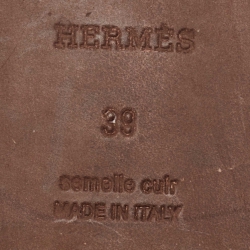 HERMÈS
39
semelle cuir
MADE IN ITALY